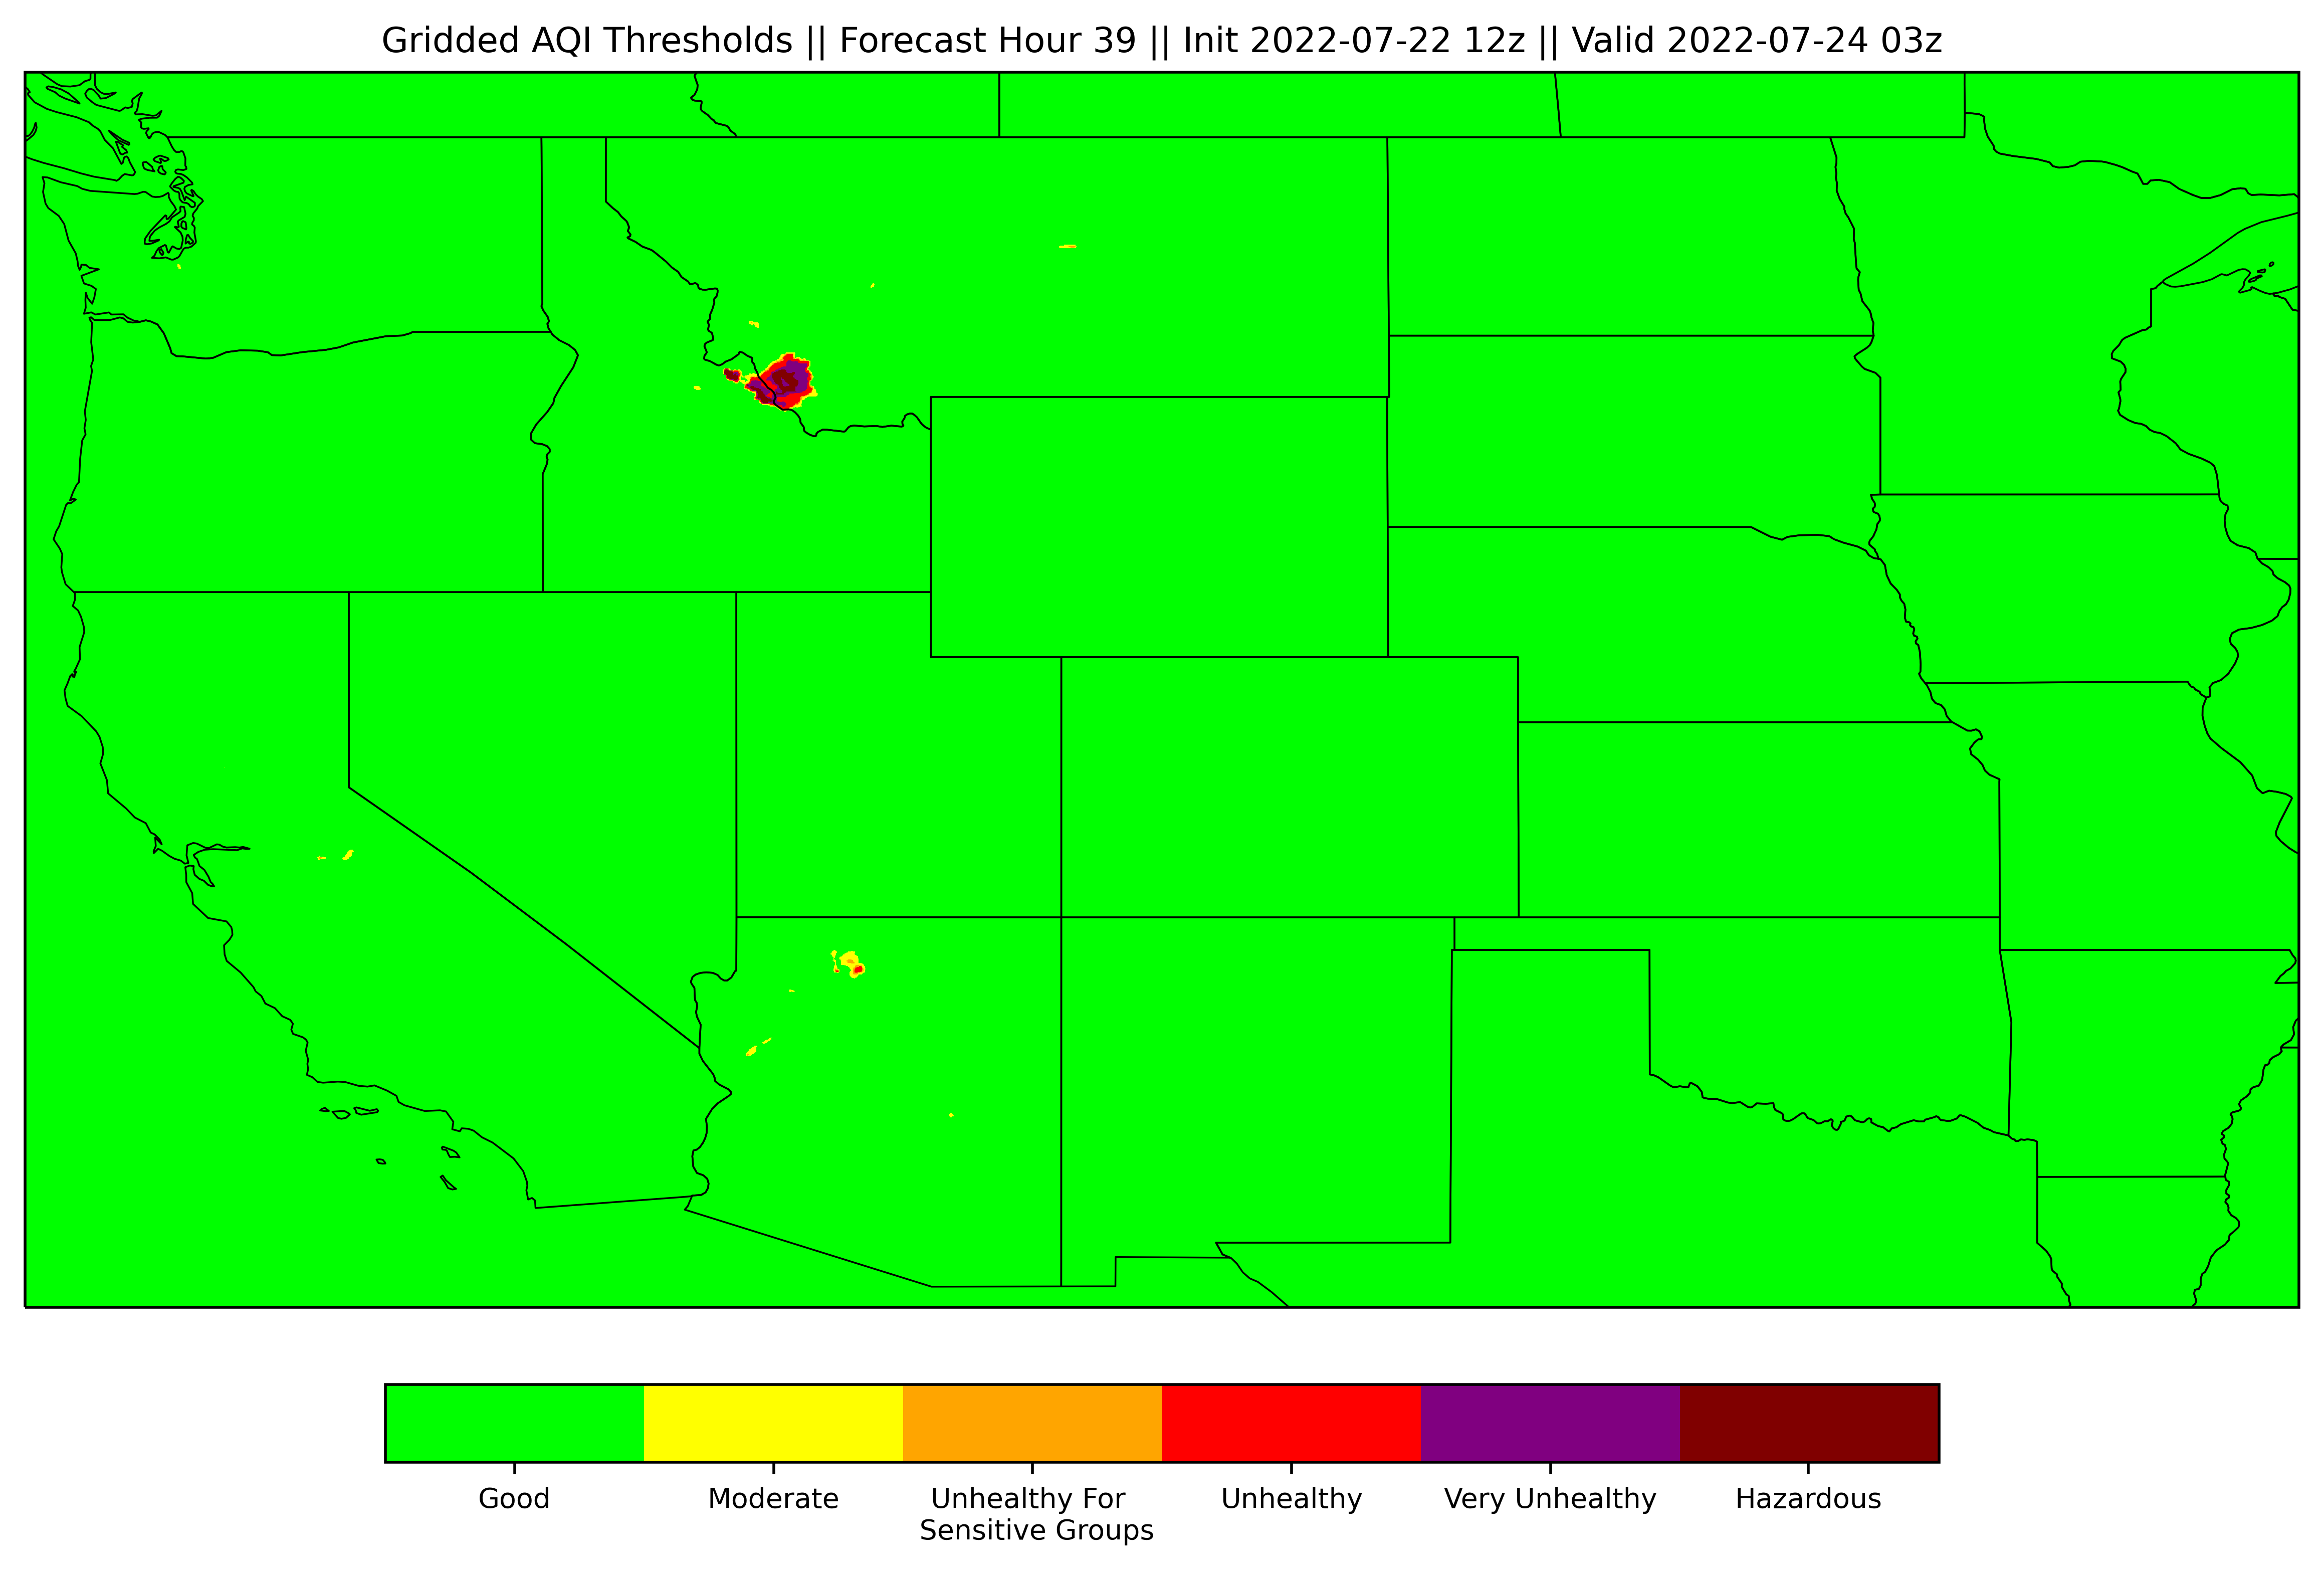 Gridded AQI Thresholds || Forecast Hour 39 || Init 2022-07-22 12z || Valid 2022-07-24 03z
Good
Moderate
Unhealthy For
Sensitive Groups
Unhealthy
Very Unhealthy
Hazardous